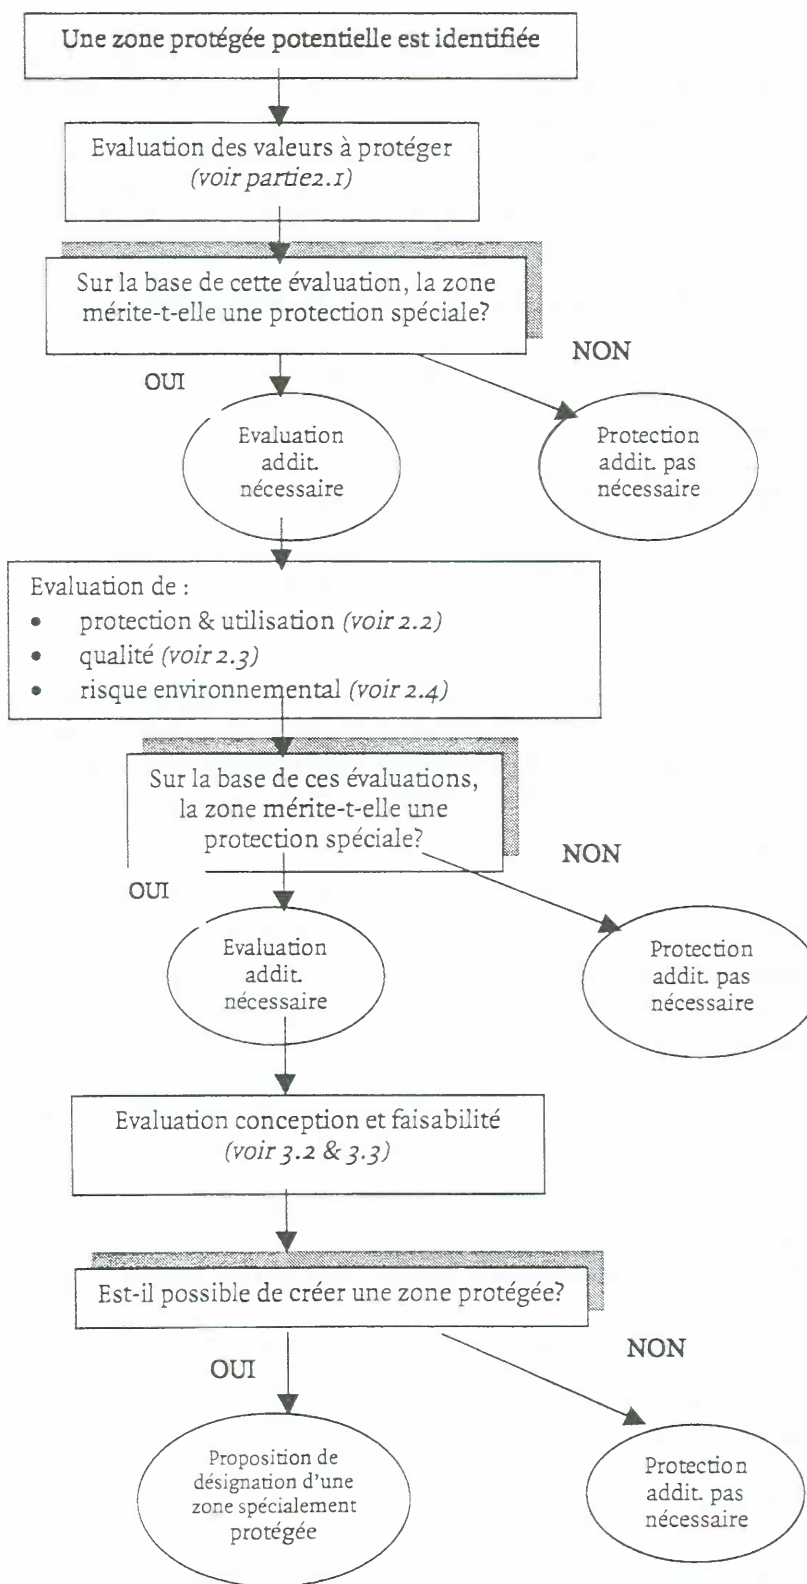 Une zone protégée potentielle est identifiée
Evaluation des valeurs à protéger
(voir partie2.1)
Sur la base de cette évaluation, la zone
mérite-t-elle une protection spéciale?
OUI
NON
Evaluation
addit.
nécessaire
Protection
addit. pas
nécessaire
Evaluation de :
• protection & utilisation (voir 2.2)
• qualité (voir 2.3)
• risque environnemental (voir 2.4)
Sur la base de ces évaluations,
la zone mérite-t-elle une
protection spéciale?
OUI
NON
Evaluation
addit.
nécessaire
Protection
addit. pas
nécessaire
Evaluation conception et faisabilité
(voir 3.2 & 3.3)
Est-il possible de créer une zone protégée?
OUI
NON
Proposition de
désignation d'une
zone spécialement
protégée
Protection
addit. pas
nécessaire